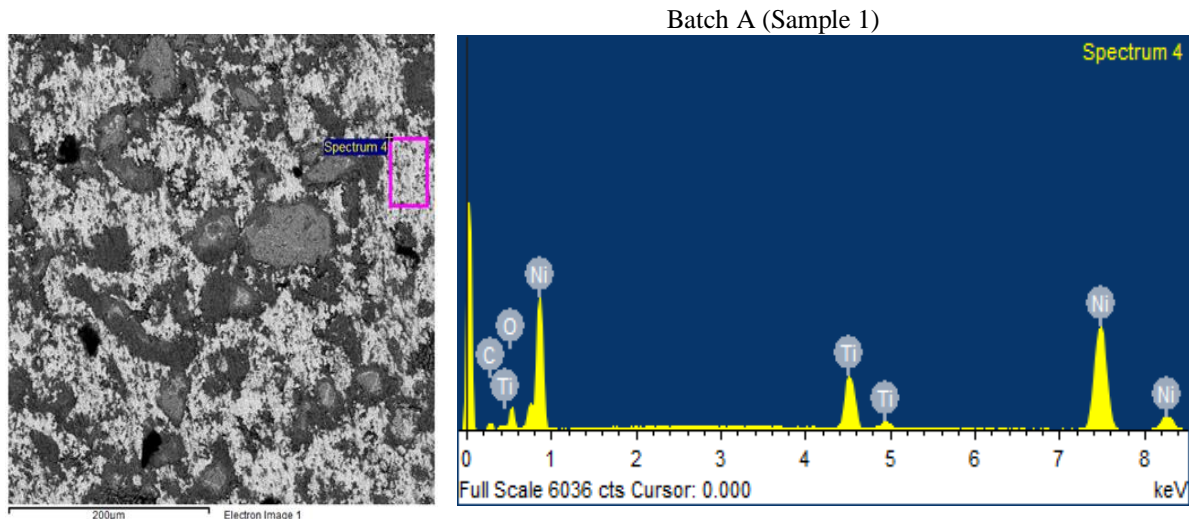 Batch A (Sample 1)
Spectrum 4
200µm
Electron Image 1
Spectrum 4
Ni
O
C
Ti
Ti
Ti
Ni
Ni
0 1 2 3 4 5 6 7 8
Full Scale 6036 cts Cursor: 0.000 keV